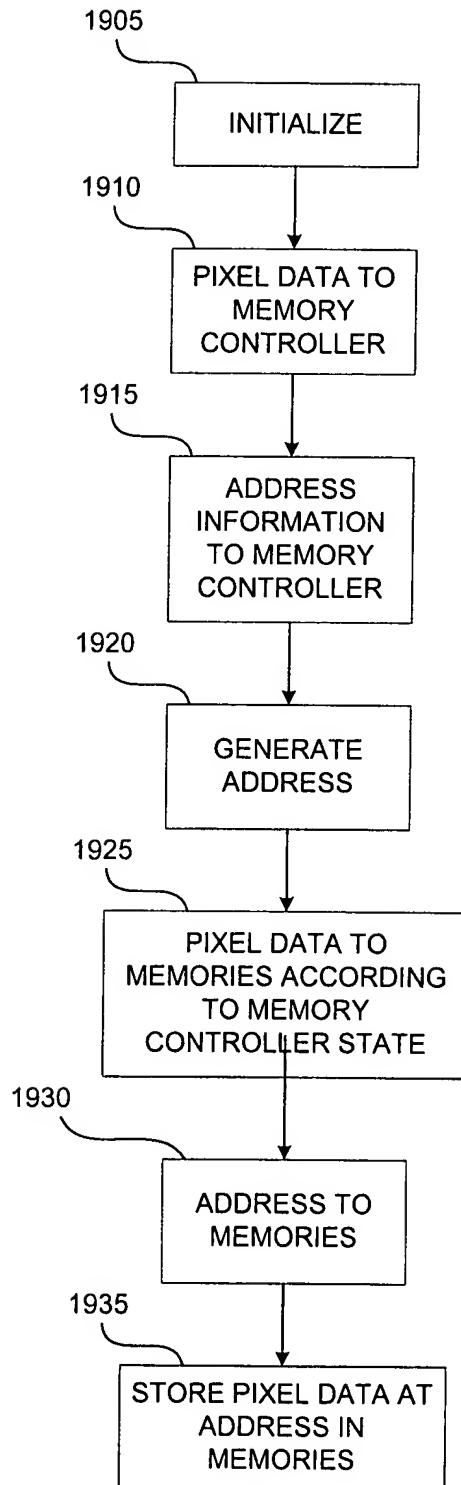 1905
INITIALIZE
1910
PIXEL DATA TO
MEMORY
CONTROLLER
1915
ADDRESS
INFORMATION
TO MEMORY
CONTROLLER
1920
GENERATE
ADDRESS
1925
PIXEL DATA TO
MEMORIES ACCORDING
TO MEMORY
CONTROLLER STATE
1930
ADDRESS TO
MEMORIES
1935
STORE PIXEL DATA AT
ADDRESS IN
MEMORIES